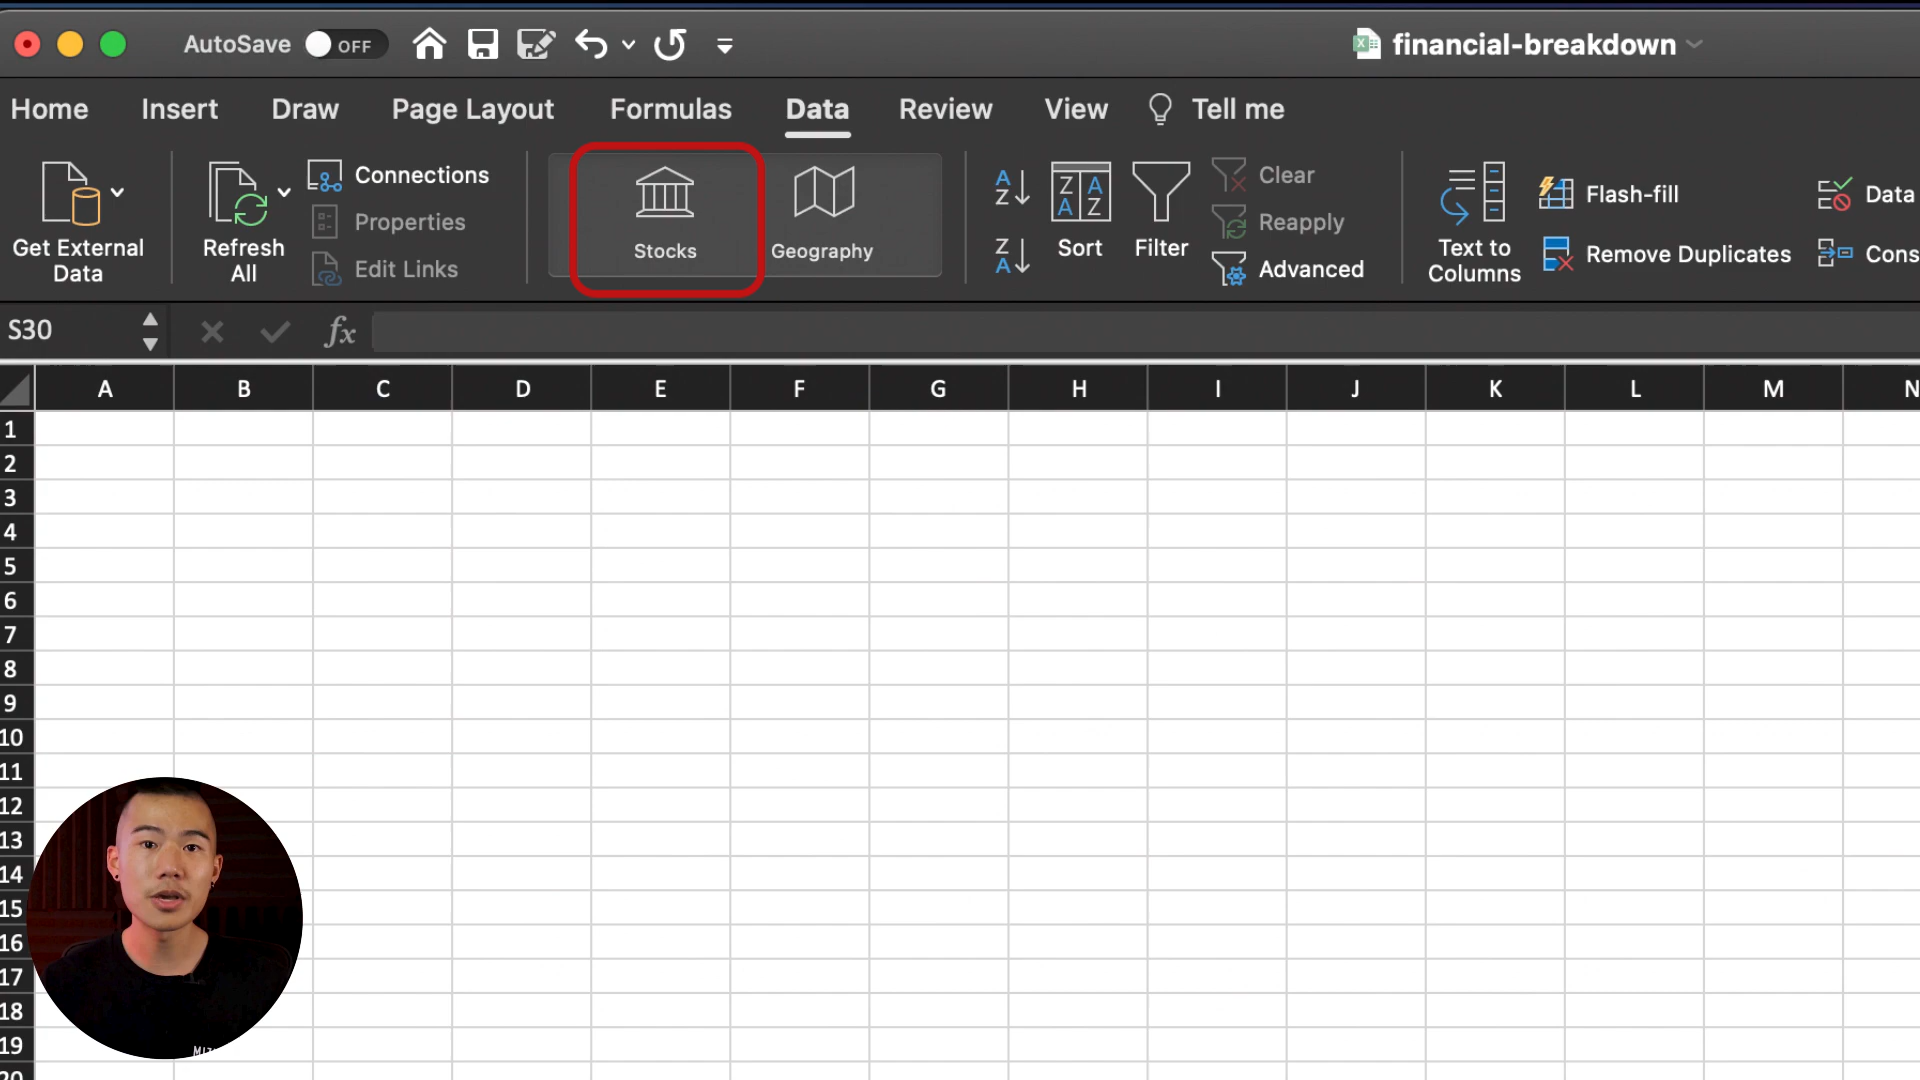 AutoSave OFF financial-breakdown
Home Insert Draw Page Layout Formulas Data Review View Tell me
Get External
Data
Refresh
All
Connections
Properties
Edit Links
Stocks
Geography
A
Z
Z
A
Z A
A Z
Sort
Filter
Clear
Reapply
Advanced
Text to
Columns
Flash-fill
Remove Duplicates
Data
Cons
S30 fx
A B C D E F G H I J K L M N
1
2
3
4
5
6
7
8
9
10
11
12
13
14
15
16
17
18
19
20